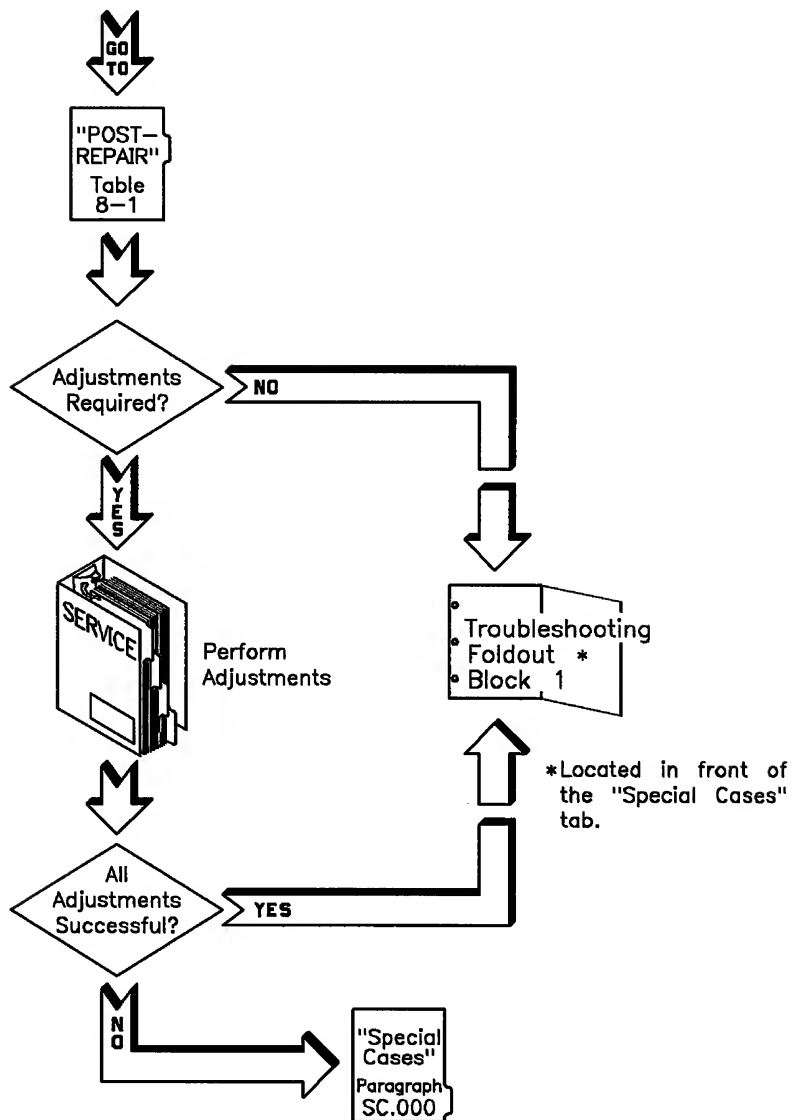 GO
TO
"POST-
REPAIR"
Table
8-1
Adjustments
Required?
NO
YES
SERVICE
Perform
Adjustments
Troubleshooting
Foldout *
Block 1
*Located in front of
the "Special Cases"
tab.
All
Adjustments
Successful?
YES
NO
"Special
Cases"
Paragraph
SC.000